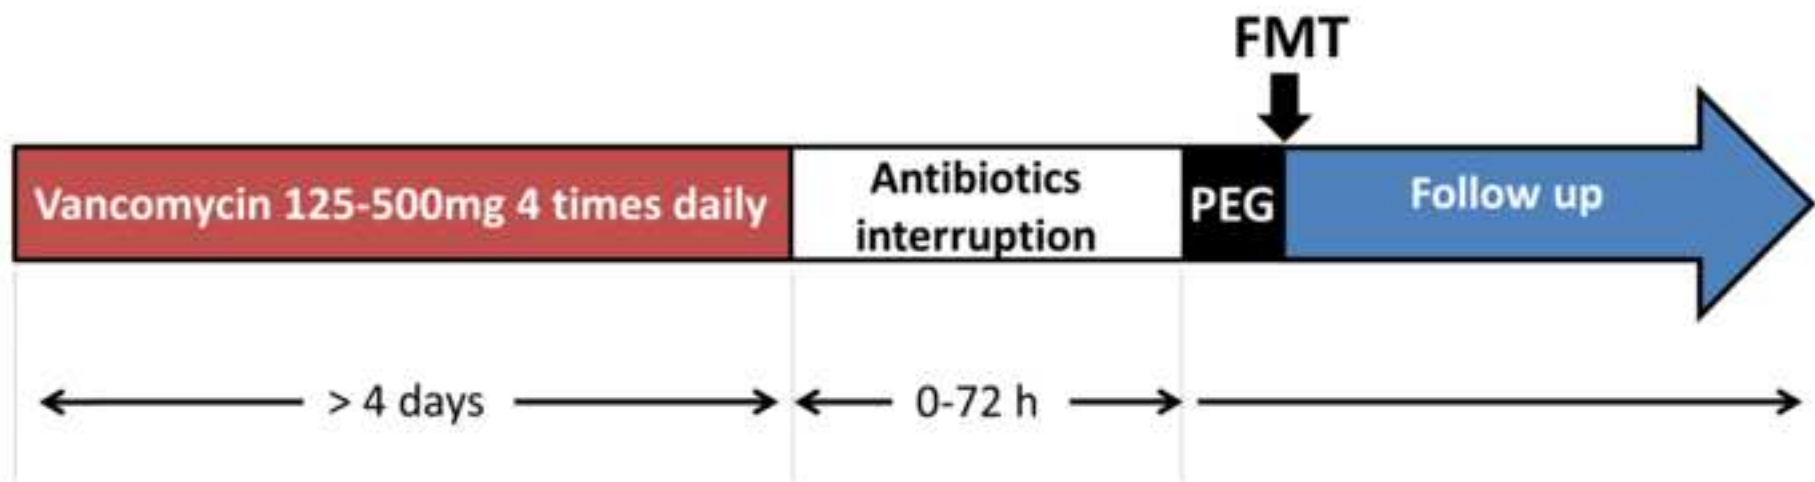 FMT
Vancomycin 125-500mg 4 times daily
Antibiotics
interruption
PEG
Follow up
> 4 days
0-72 h